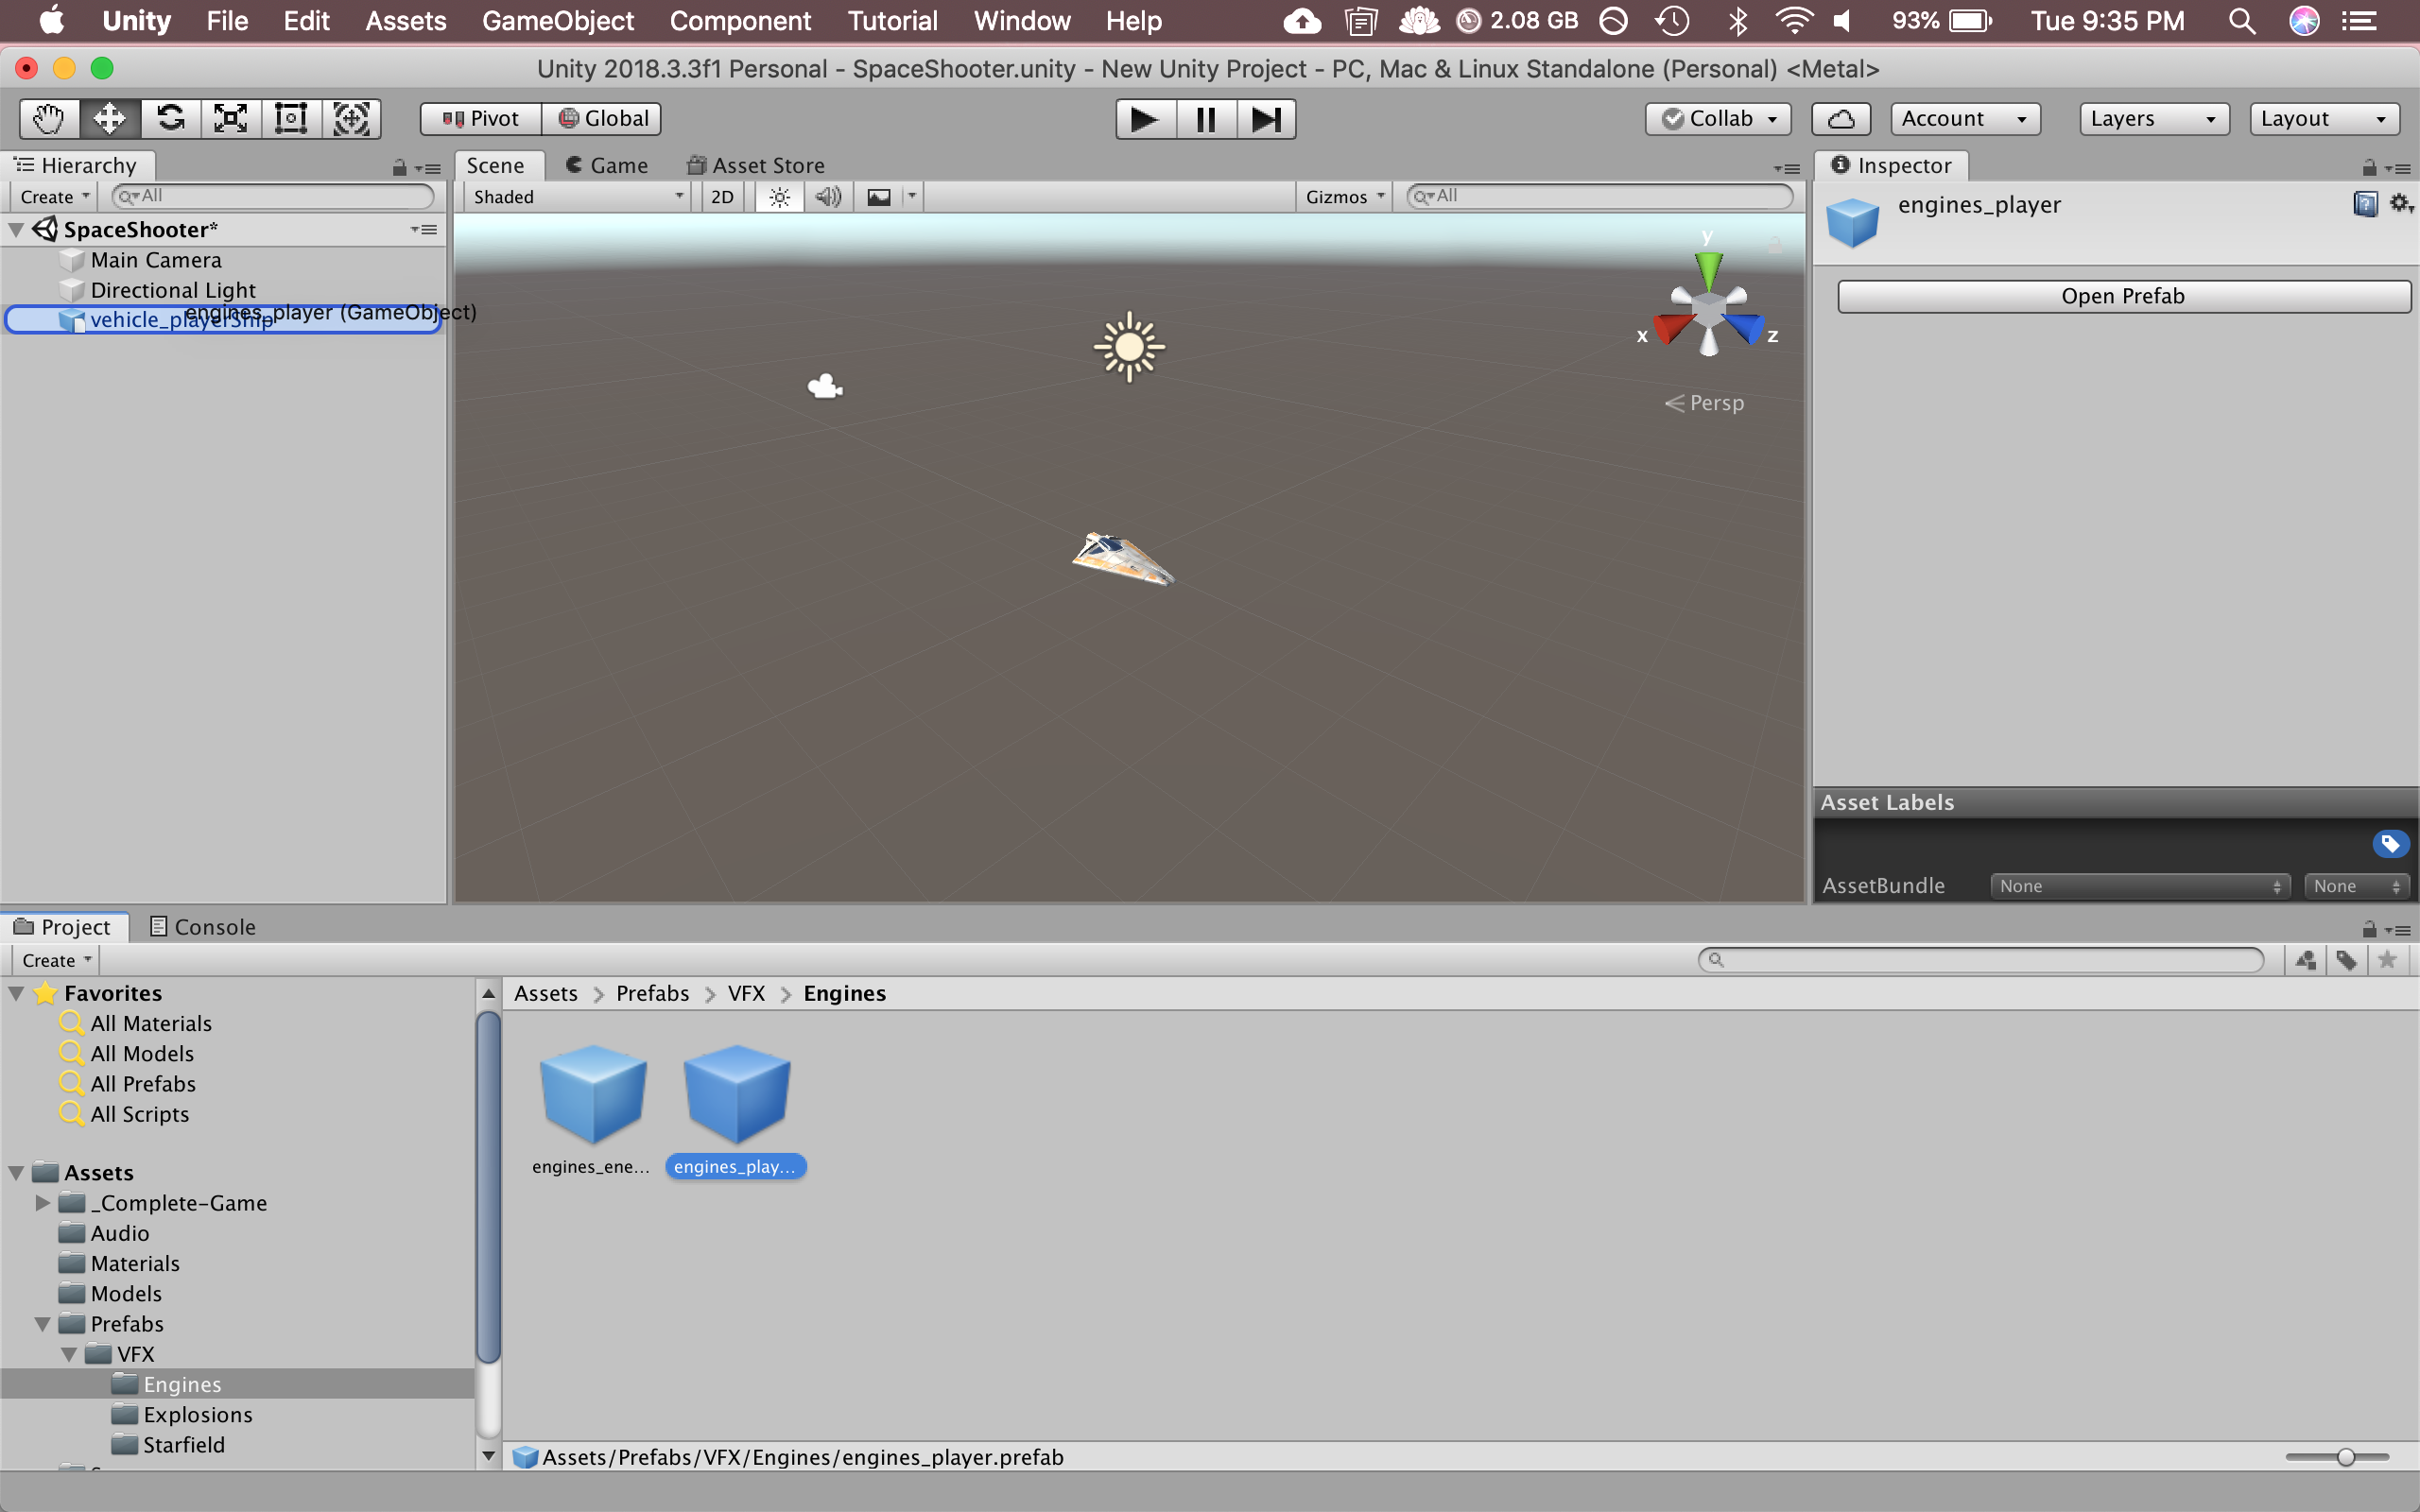 Unity File Edit Assets GameObject Component Tutorial Window Help 2.08 GB 93% Tue 9:35 PM
Unity 2018.3.3f1 Personal - SpaceShooter.unity - New Unity Project - PC, Mac & Linux Standalone (Personal) <Metal>
Pivot Global Collab Account Layers Layout
Hierarchy
Create All
SpaceShooter*
Main Camera
Directional Light
engines_player (GameObject)
vehicle_playerShip
Scene Game Asset Store
Shaded 2D Gizmos All
y
x z
Persp
Inspector
engines_player
Open Prefab
Asset Labels
AssetBundle None None
Project Console
Create
Favorites
All Materials
All Models
All Prefabs
All Scripts
Assets
_Complete-Game
Audio
Materials
Models
Prefabs
VFX
Engines
Explosions
Starfield
Assets > Prefabs > VFX > Engines
engines_ene... engines_play...
Assets/Prefabs/VFX/Engines/engines_player.prefab